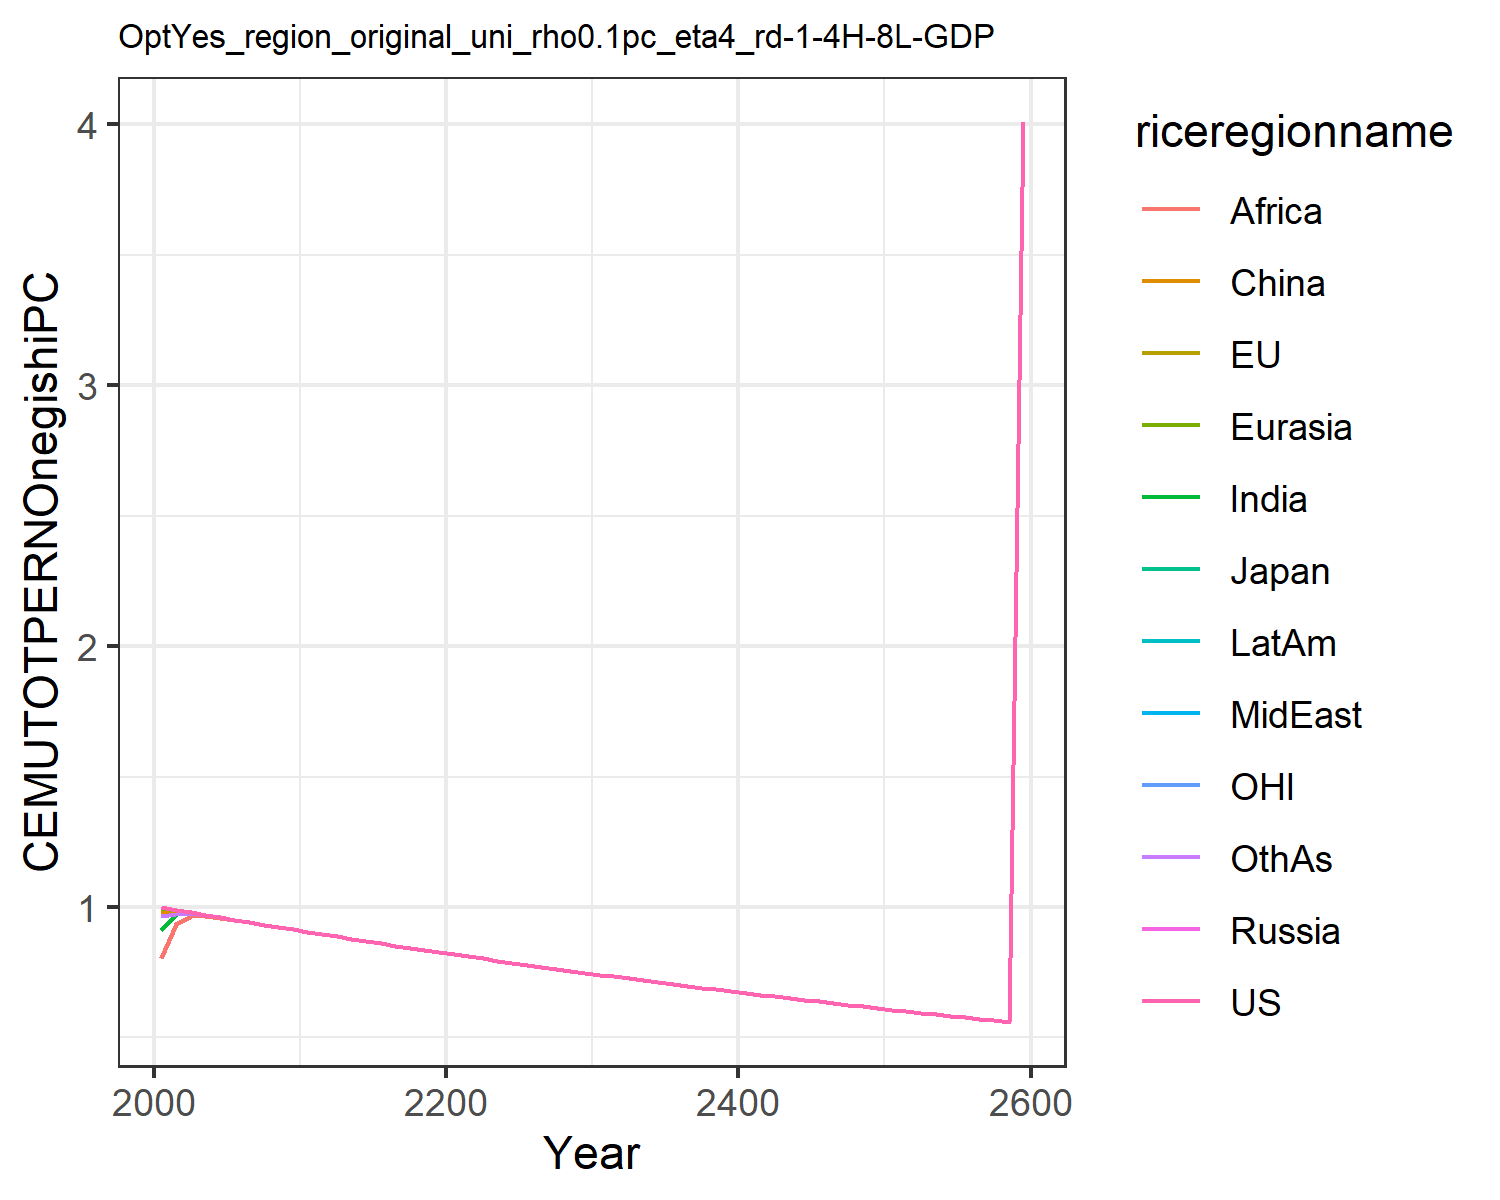 OptYes_region_original_uni_rho0.1pc_eta4_rd-1-4H-8L-GDP
CEMUTOTPERNOnegishiPC
4
3
2
1
2000 2200 2400 2600
Year
riceregionname
Africa
China
EU
Eurasia
India
Japan
LatAm
MidEast
OHI
OthAs
Russia
US